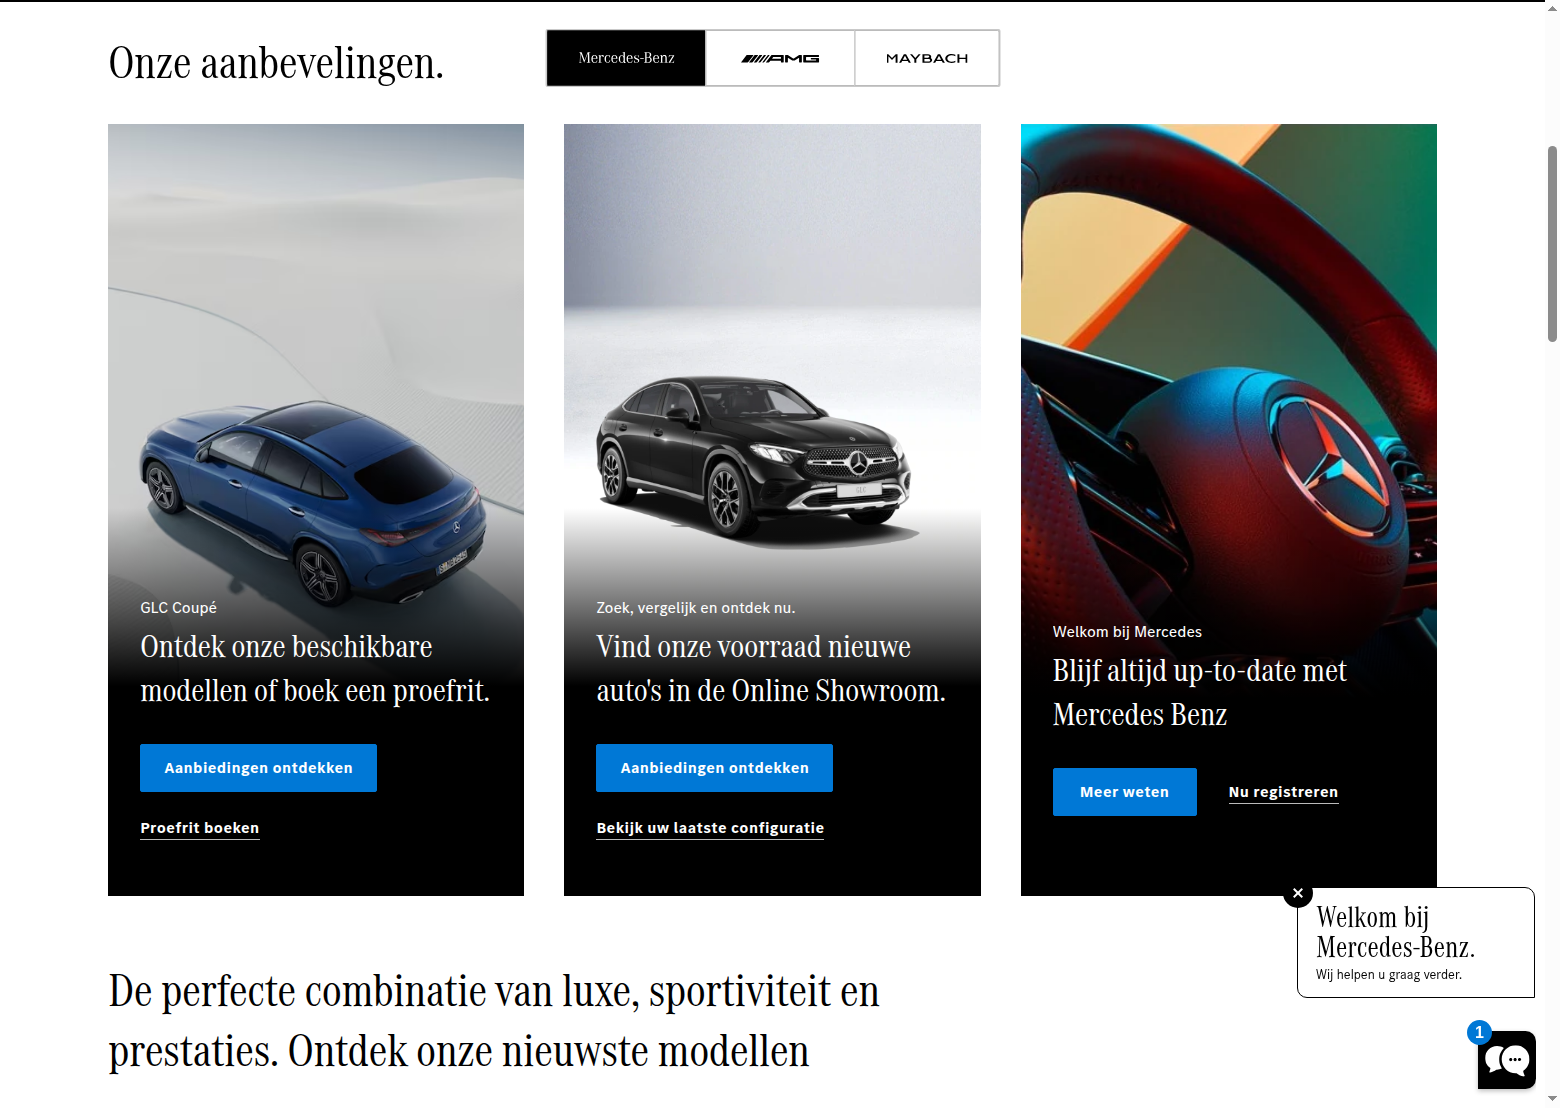 Onze aanbevelingen.
Mercedes-Benz
AMG
MAYBACH
GLC Coupé
Ontdek onze beschikbare
modellen of boek een proefrit.
Aanbiedingen ontdekken
Proefrit boeken
GLC
Zoek, vergelijk en ontdek nu.
Vind onze voorraad nieuwe
auto's in de Online Showroom.
Aanbiedingen ontdekken
Bekijk uw laatste configuratie
Welkom bij Mercedes
Blijf altijd up-to-date met
Mercedes Benz
Meer weten
Nu registreren
Welkom bij
Mercedes-Benz.
Wij helpen u graag verder.
De perfecte combinatie van luxe, sportiviteit en
prestaties. Ontdek onze nieuwste modellen
1